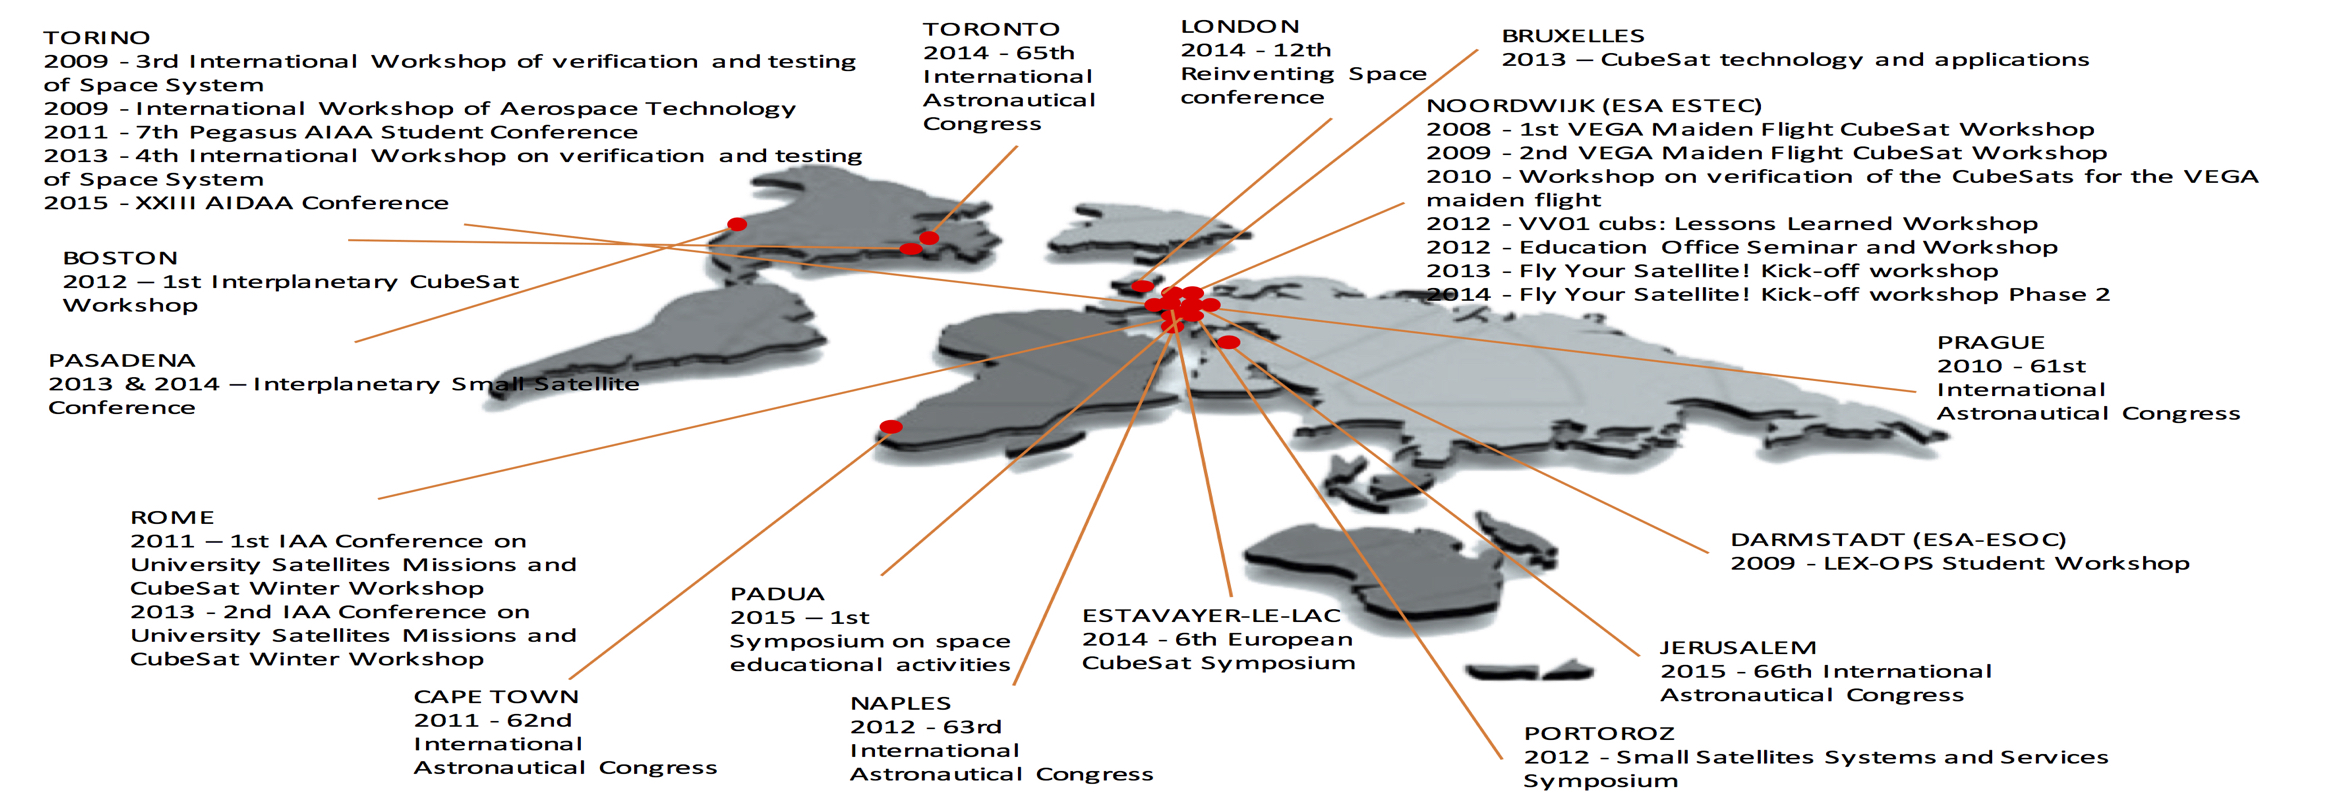 TORINO
2009 - 3rd International Workshop of verification and testing
of Space System
2009 - International Workshop of Aerospace Technology
2011 - 7th Pegasus AIAA Student Conference
2013 - 4th International Workshop on verification and testing
of Space System
2015 - XXIII AIDAA Conference
TORONTO
2014 - 65th
International
Astronautical
Congress
LONDON
2014 - 12th
Reinventing Space
conference
BRUXELLES
2013 – CubeSat technology and applications
NOORDWIJK (ESA ESTEC)
2008 - 1st VEGA Maiden Flight CubeSat Workshop
2009 - 2nd VEGA Maiden Flight CubeSat Workshop
2010 - Workshop on verification of the CubeSats for the VEGA
maiden flight
2012 - VV01 cubs: Lessons Learned Workshop
2012 - Education Office Seminar and Workshop
2013 - Fly Your Satellite! Kick-off workshop
2014 - Fly Your Satellite! Kick-off workshop Phase 2
BOSTON
2012 – 1st Interplanetary CubeSat
Workshop
PASADENA
2013 & 2014 – Interplanetary Small Satellite
Conference
PRAGUE
2010 - 61st
International
Astronautical Congress
ROME
2011 – 1st IAA Conference on
University Satellites Missions and
CubeSat Winter Workshop
2013 - 2nd IAA Conference on
University Satellites Missions and
CubeSat Winter Workshop
DARMSTADT (ESA-ESOC)
2009 - LEX-OPS Student Workshop
PADUA
2015 – 1st
Symposium on space
educational activities
ESTAVAYER-LE-LAC
2014 - 6th European
CubeSat Symposium
JERUSALEM
2015 - 66th International
Astronautical Congress
CAPE TOWN
2011 - 62nd
International
Astronautical Congress
NAPLES
2012 - 63rd
International
Astronautical Congress
PORTOROZ
2012 - Small Satellites Systems and Services
Symposium